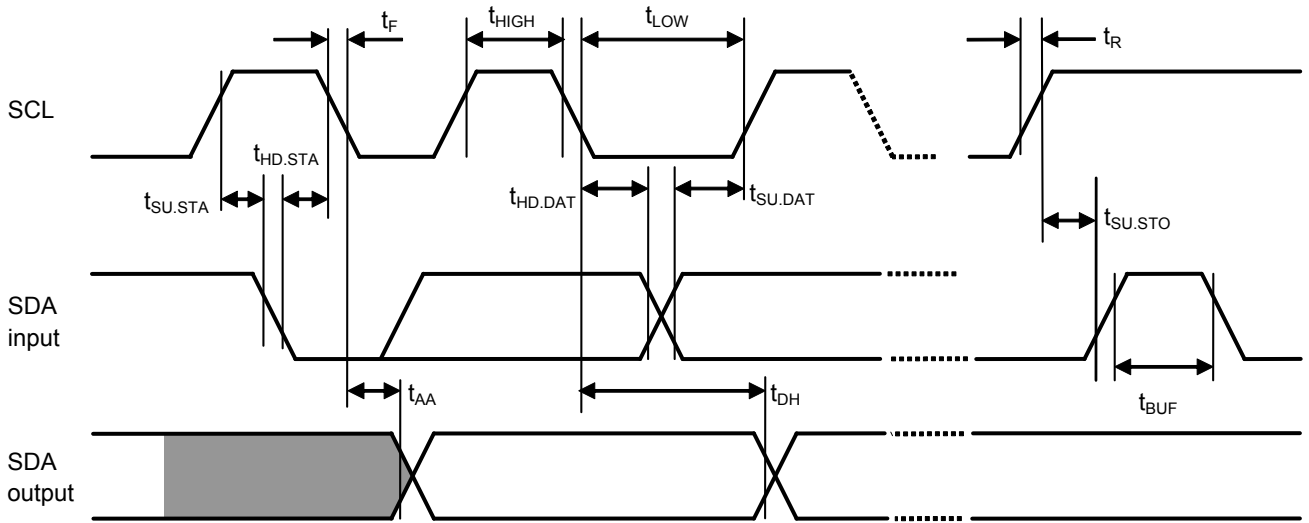 tF
tHIGH
tLOW
tR
SCL
tHD.STA
tSU.STA
tHD.DAT
tSU.DAT
tSU.STO
SDA
input
tAA
tDH
tBUF
SDA
output